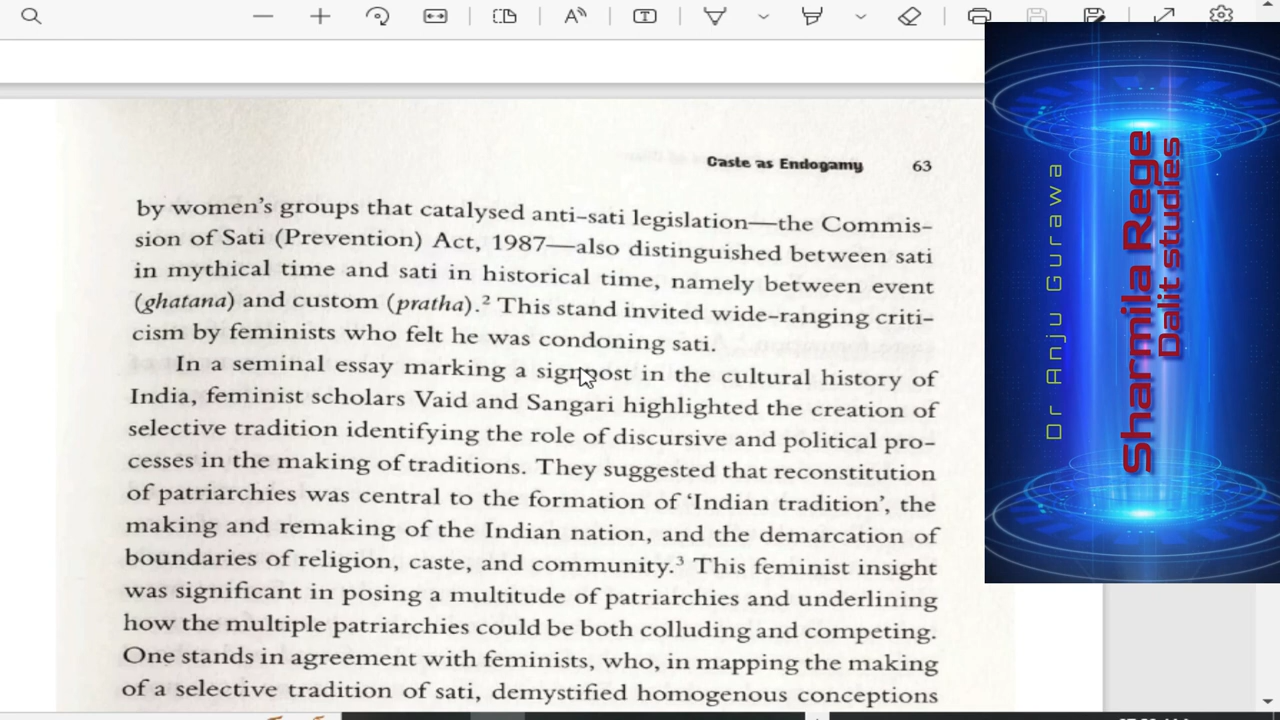 Caste as Endogamy 63
by women's groups that catalysed anti-sati legislation—the Commis-
sion of Sati (Prevention) Act, 1987—also distinguished between sati
in mythical time and sati in historical time, namely between event
(ghatana) and custom (pratha).² This stand invited wide-ranging criti-
cism by feminists who felt he was condoning sati.
In a seminal essay marking a signpost in the cultural history of
India, feminist scholars Vaid and Sangari highlighted the creation of
selective tradition identifying the role of discursive and political pro-
cesses in the making of traditions. They suggested that reconstitution
of patriarchies was central to the formation of 'Indian tradition', the
making and remaking of the Indian nation, and the demarcation of
boundaries of religion, caste, and community.³ This feminist insight
was significant in posing a multitude of patriarchies and underlining
how the multiple patriarchies could be both colluding and competing.
One stands in agreement with feminists, who, in mapping the making
of a selective tradition of sati, demystified homogenous conceptions
Dr Anju Gurawa
Sharmila Rege
Dalit studies